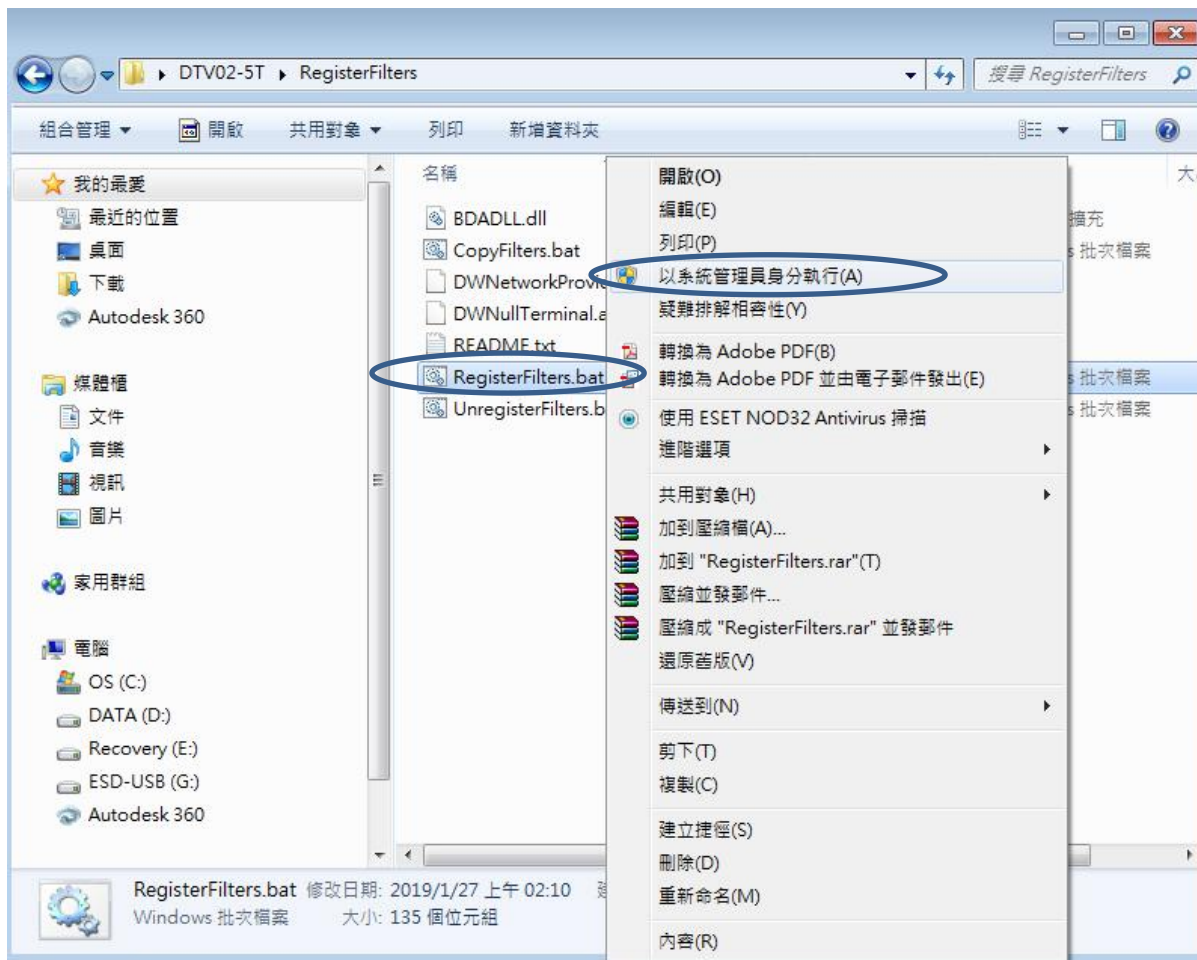 DTV02-5T ▸ RegisterFilters
搜尋 RegisterFilters
組合管理 開啟 共用對象 列印 新增資料夾
我的最愛
最近的位置
桌面
下載
Autodesk 360
媒體櫃
文件
音樂
視訊
圖片
家用群組
電腦
OS (C:)
DATA (D:)
Recovery (E:)
ESD-USB (G:)
Autodesk 360
名稱
BDADLL.dll
CopyFilters.bat
DWNetworkProvi
DWNullTerminal.a
README.txt
RegisterFilters.bat
UnregisterFilters.b
擴充
批次檔案
批次檔案
批次檔案
開啟(O)
編輯(E)
列印(P)
以系統管理員身分執行(A)
疑難排解相容性(Y)
轉換為 Adobe PDF(B)
轉換為 Adobe PDF 並由電子郵件發出(E)
使用 ESET NOD32 Antivirus 掃描
進階選項
共用對象(H)
加到壓縮檔(A)...
加到 "RegisterFilters.rar"(T)
壓縮並發郵件...
壓縮成 "RegisterFilters.rar" 並發郵件
還原舊版(V)
傳送到(N)
剪下(T)
複製(C)
建立捷徑(S)
刪除(D)
重新命名(M)
內容(R)
RegisterFilters.bat 修改日期: 2019/1/27 上午 02:10
Windows 批次檔案 大小: 135 個位元組